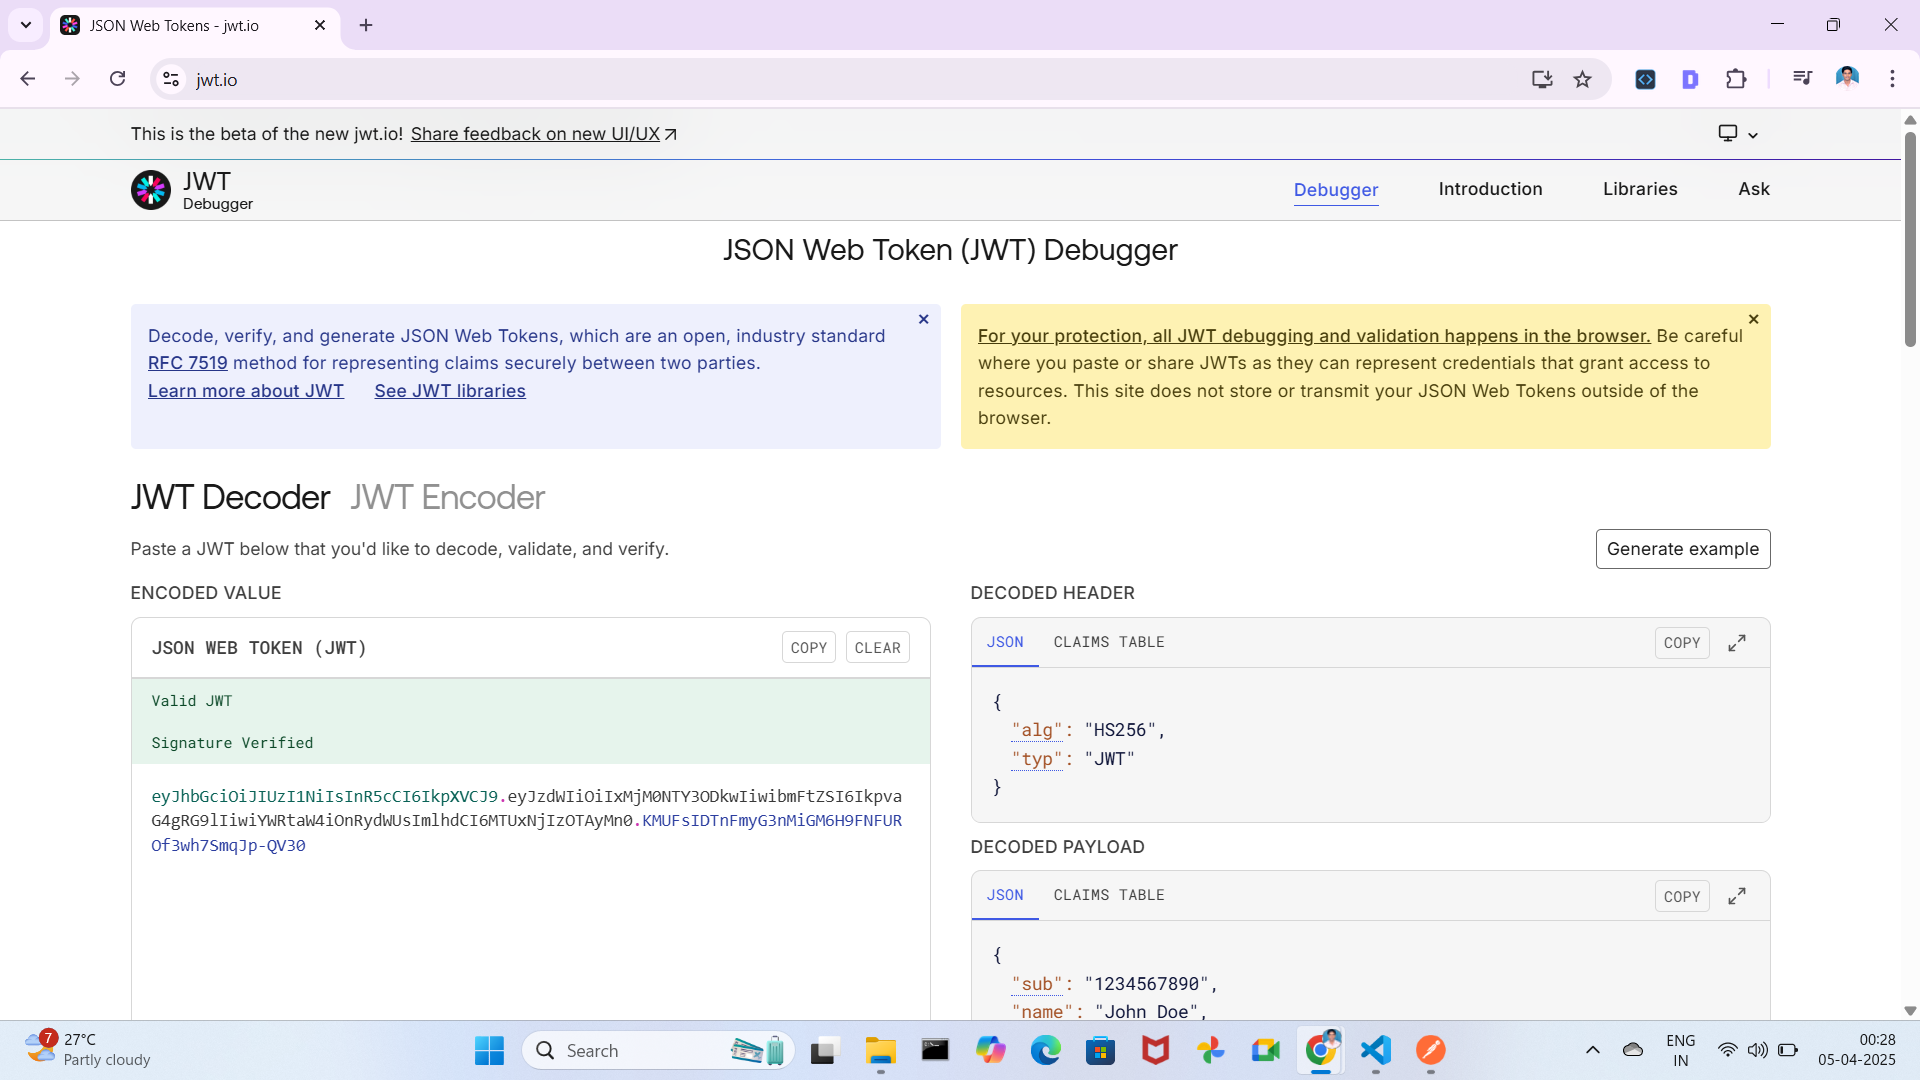 JSON Web Tokens - jwt.io
jwt.io
This is the beta of the new jwt.io! Share feedback on new UI/UX
JWT
Debugger
Debugger
Introduction
Libraries
Ask
JSON Web Token (JWT) Debugger
Decode, verify, and generate JSON Web Tokens, which are an open, industry standard
RFC 7519 method for representing claims securely between two parties.
Learn more about JWT See JWT libraries
For your protection, all JWT debugging and validation happens in the browser. Be careful
where you paste or share JWTs as they can represent credentials that grant access to
resources. This site does not store or transmit your JSON Web Tokens outside of the
browser.
JWT Decoder JWT Encoder
Paste a JWT below that you'd like to decode, validate, and verify.
Generate example
ENCODED VALUE
JSON WEB TOKEN (JWT)
COPY
CLEAR
Valid JWT
Signature Verified
eyJhbGciOiJIUzI1NiIsInR5cCI6IkpXVCJ9.eyJzdWIiOiIxMjM0NTY3ODkwIiwibmFtZSI6Ikpva
G4gRG9lIiwiYWRtaW4iOnRydWUsImlhdCI6MTUxNjIzOTAyMn0.KMUFsIDTnFmyG3nMiGM6H9FNFUR
Of3wh7SmqJp-QV30
DECODED HEADER
JSON
CLAIMS TABLE
COPY
{
"alg": "HS256",
"typ": "JWT"
}
DECODED PAYLOAD
JSON
CLAIMS TABLE
COPY
{
"sub": "1234567890",
"name": "John Doe",
7
27°C
Partly cloudy
Search
ENG
IN
00:28
05-04-2025